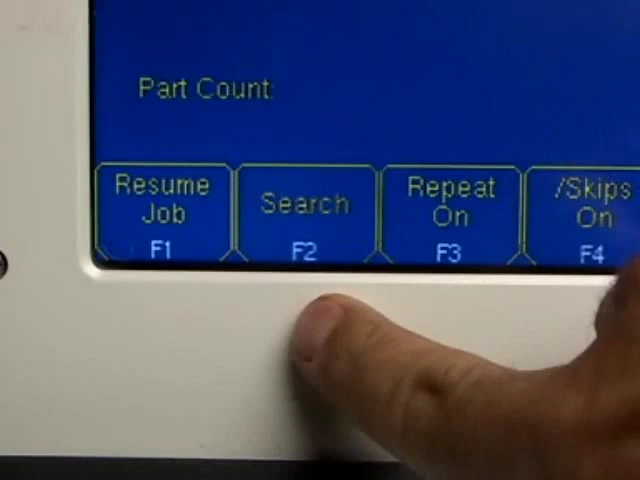 Part Count:
Resume
Job
F1
Search
F2
Repeat
On
F3
/Skips
On
F4